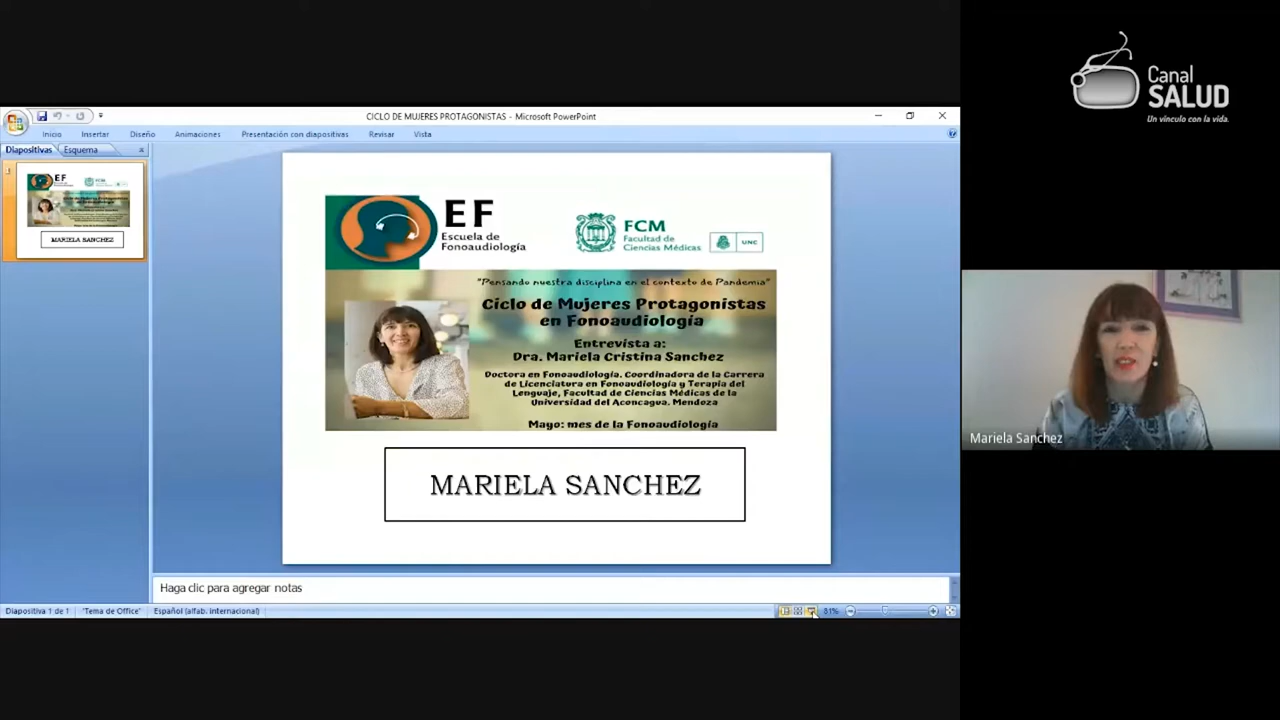 Canal
SALUD
Un vínculo con la vida.
CICLO DE MUJERES PROTAGONISTAS - Microsoft PowerPoint
Inicio Insertar Diseño Animaciones Presentación con diapositivas Revisar Vista
Diapositivas Esquema
1
EF
Escuela de
Fonoaudiología
FCM
Facultad de
Ciencias Médicas
UNC
"Pensando nuestra disciplina en el contexto de Pandemia"
Ciclo de Mujeres Protagonistas
en Fonoaudiología
Entrevista a:
Dra. Mariela Cristina Sanchez
Doctora en Fonoaudiología. Coordinadora de la Carrera
de Licenciatura en Fonoaudiología y Terapia del
Lenguaje, Facultad de Ciencias Médicas de la
Universidad del Aconcagua. Mendoza
Mayo: mes de la Fonoaudiología
MARIELA SANCHEZ
MARIELA SANCHEZ
Mariela Sanchez
Haga clic para agregar notas
Diapositiva 1 de 1 "Tema de Office" Español (alfab. internacional) 81%